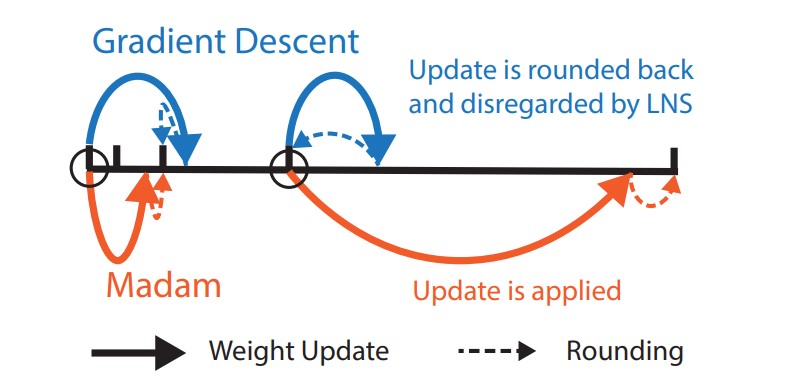 Gradient Descent
Update is rounded back
and disregarded by LNS
Madam
Update is applied
Weight Update
Rounding